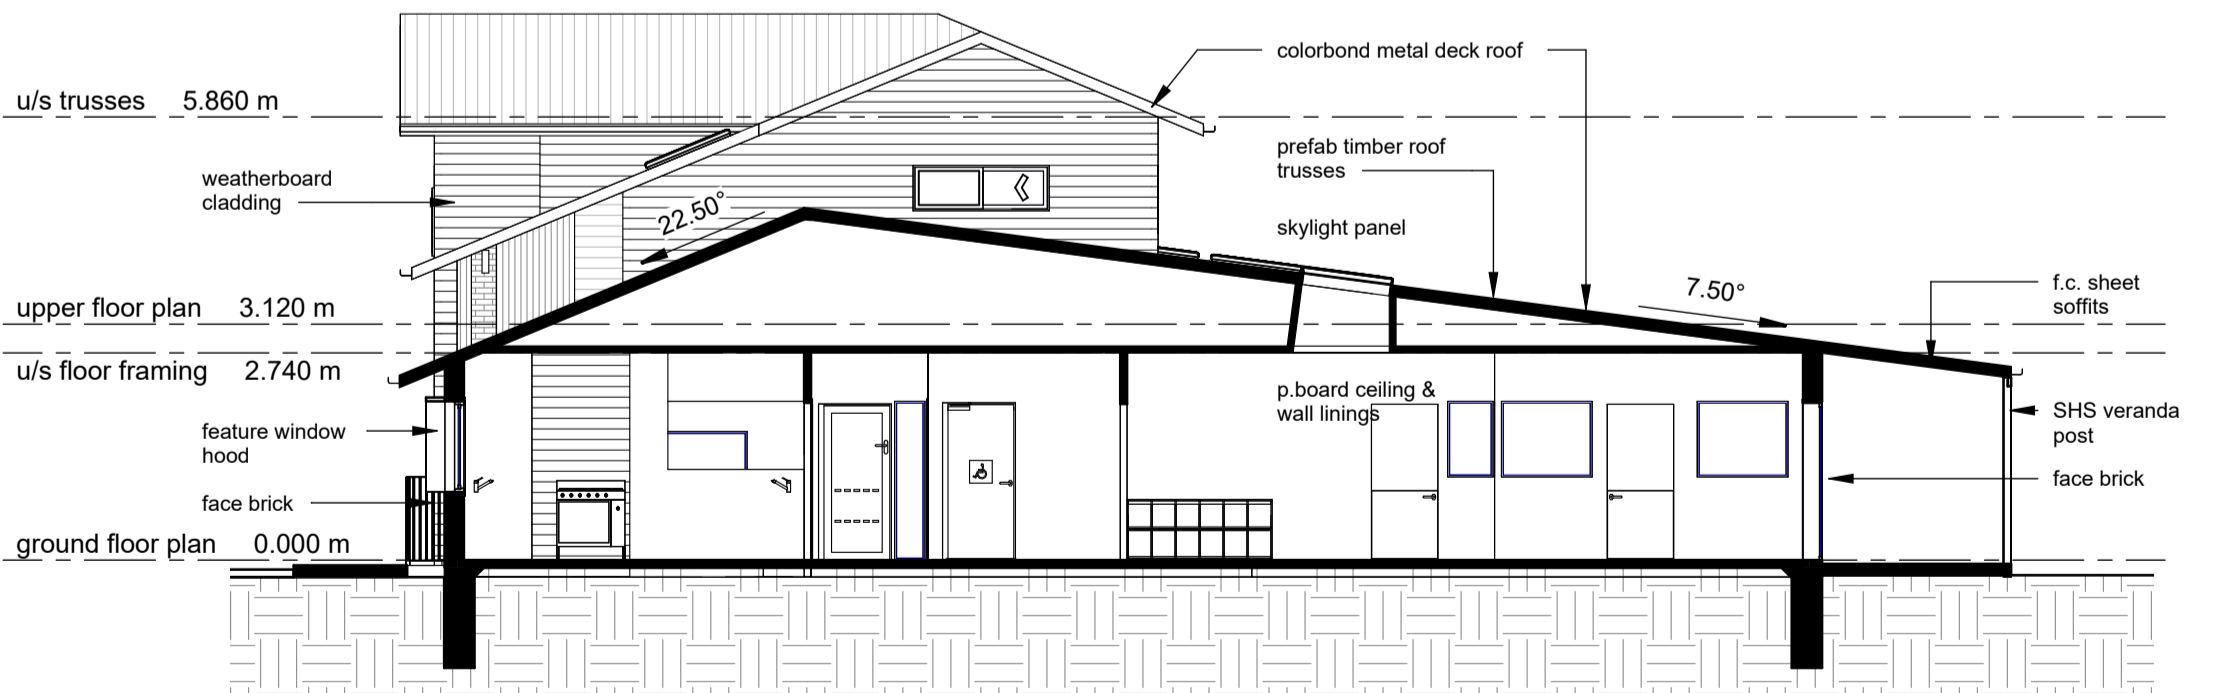 colorbond metal deck roof
u/s trusses 5.860 m
prefab timber roof
trusses
weatherboard
cladding
22.50°
skylight panel
7.50°
f.c. sheet
soffits
upper floor plan 3.120 m
u/s floor framing 2.740 m
p.board ceiling &
wall linings
SHS veranda
post
feature window
hood
face brick
face brick
ground floor plan 0.000 m